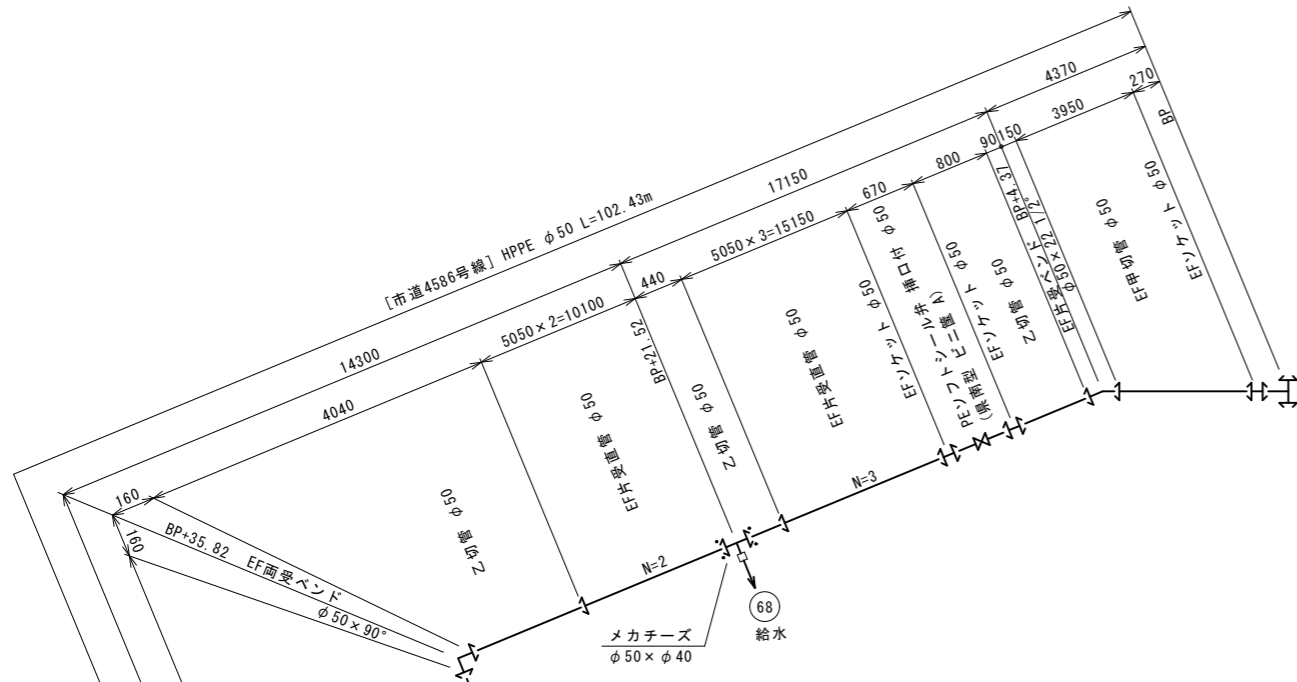 [市道4586号線] HPPE φ50 L=102.43m
14300
17150
4370
4040
5050×2=10100
440
5050×3=15150
670
800
90
150
3950
270
160
160
BP+35.82 EF両受ベンド
φ50×90°
乙切管 φ50
EF片受直管 φ50
BP+21.52
乙切管 φ50
EF片受直管 φ50
EFソケット φ50
PEソフトシール弁 挿口付 φ50
(県南型 ビニ蓋 A)
EFソケット φ50
乙切管 φ50
EF片受ベンド BP+4.37
φ50×22 1/2°
EF甲切管 φ50
EFソケット φ50
BP
N=2
N=3
メカチーズ
φ50×φ40
68
給水